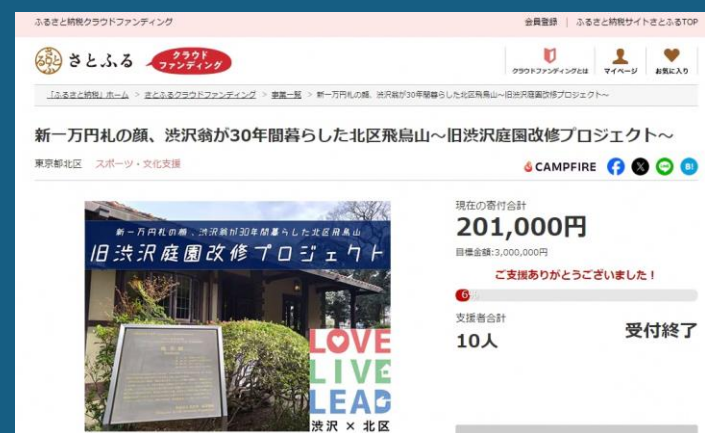 ふるさと納税クラウドファンディング
会員登録 | ふるさと納税サイトさとふるTOP
さとふる クラウドファンディング
クラウドファンディングとは マイページ お気に入り
「ふるさと納税」ホーム > さとふるクラウドファンディング > 事業一覧 > 新一万円札の顔、渋沢翁が30年間暮らした北区飛鳥山～旧渋沢庭園改修プロジェクト～
新一万円札の顔、渋沢翁が30年間暮らした北区飛鳥山～旧渋沢庭園改修プロジェクト～
東京都北区 スポーツ・文化支援
CAMPFIRE
新一万円札の顔、渋沢翁が30年間暮らした北区飛鳥山
旧渋沢庭園改修プロジェクト
LOVE
LIVE
LEAD
渋沢 × 北区
現在の寄付合計
201,000円
目標金額:3,000,000円
ご支援ありがとうございました！
6%
支援者合計
10人
受付終了